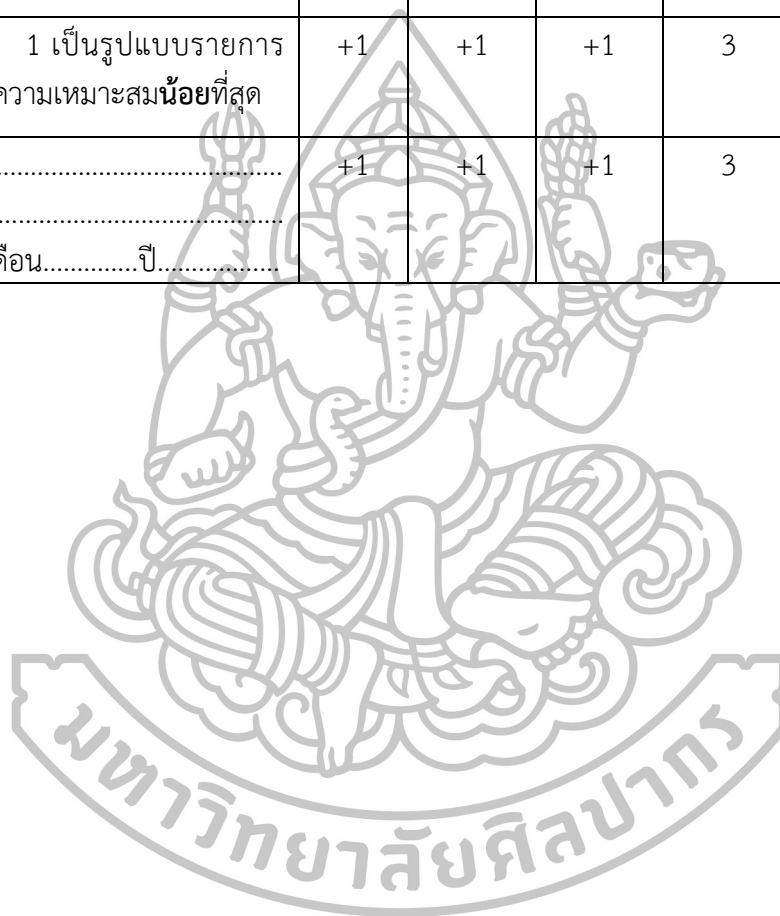 1 เป็นรูปแบบรายการ +1 +1 +1 3
ความเหมาะสมน้อยที่สุด
................................................ +1 +1 +1 3
................................................
ดือน..............ปี..................
มหาวิทยาลัยศิลปากร